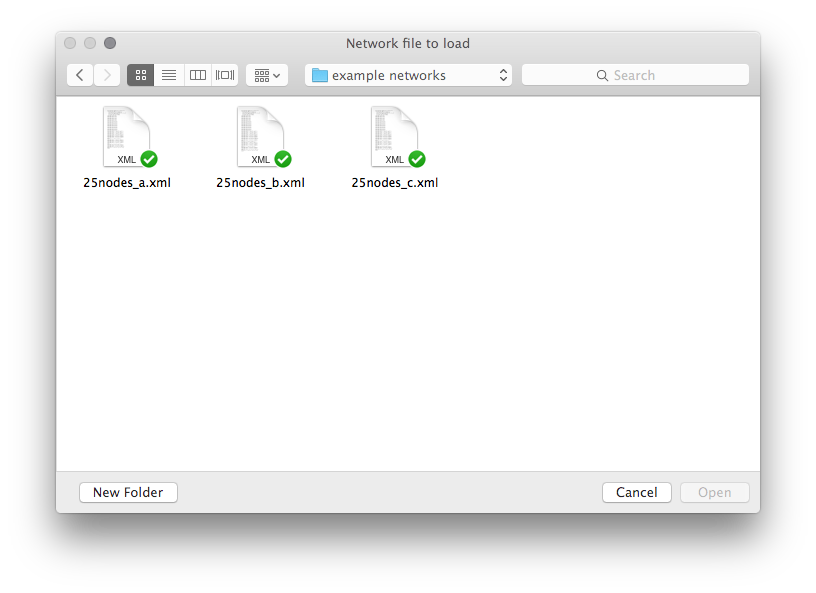 Network file to load
example networks
Search
XML
XML
XML
25nodes_a.xml
25nodes_b.xml
25nodes_c.xml
New Folder
Cancel
Open